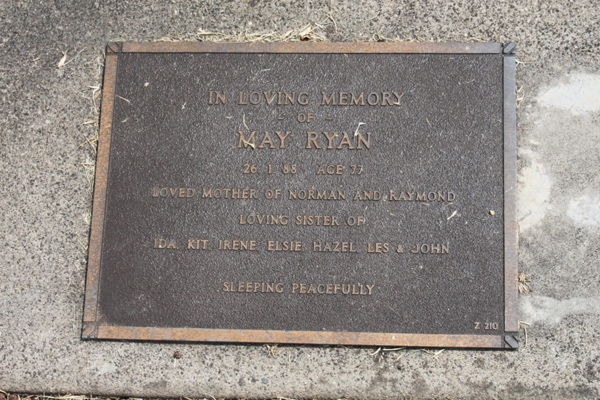 IN LOVING MEMORY
- OF -
MAY RYAN
26. 1. 88 AGE 77
LOVED MOTHER OF NORMAN AND RAYMOND
LOVING SISTER OF
IDA, KIT, IRENE, ELSIE, HAZEL, LES & JOHN
SLEEPING PEACEFULLY
Z 210